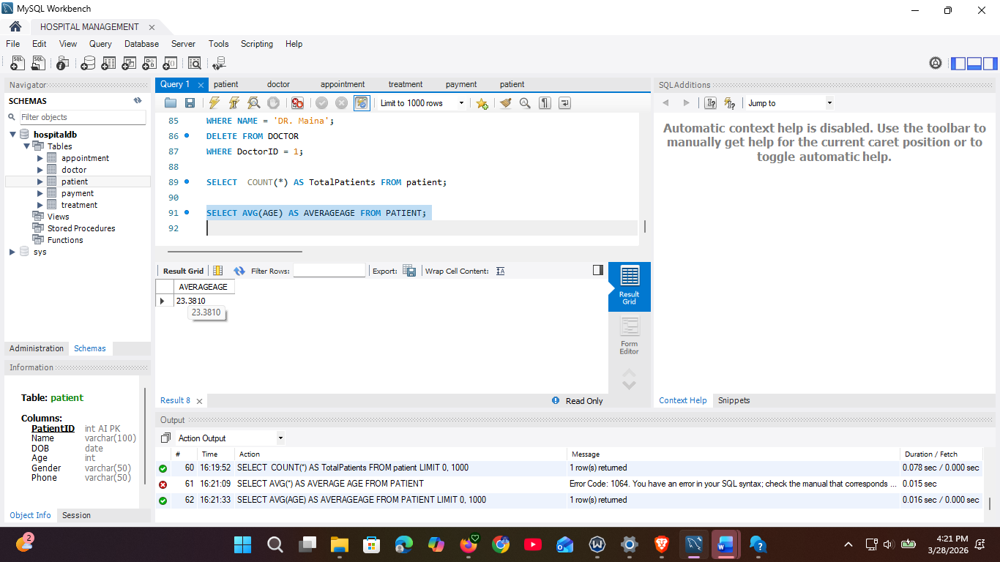 MySQL Workbench
HOSPITAL MANAGEMENT
File Edit View Query Database Server Tools Scripting Help
Navigator
SCHEMAS
Filter objects
hospitaldb
Tables
appointment
doctor
patient
payment
treatment
Views
Stored Procedures
Functions
sys
Administration Schemas
Information
Table: patient
Columns:
PatientID int AI PK
Name varchar(100)
DOB date
Age int
Gender varchar(50)
Phone varchar(50)
Object Info Session
Query 1 patient doctor appointment treatment payment patient
Limit to 1000 rows
85 WHERE NAME = 'DR. Maina';
86 DELETE FROM DOCTOR
87 WHERE DoctorID = 1;
88
89 SELECT COUNT(*) AS TotalPatients FROM patient;
90
91 SELECT AVG(AGE) AS AVERAGEAGE FROM PATIENT;
92
Result Grid Filter Rows: Export: Wrap Cell Content:
AVERAGEAGE
23.3810
23.3810
Result Grid
Form Editor
Result 8 Read Only
SQLAdditions
Jump to
Automatic context help is disabled. Use the toolbar to
manually get help for the current caret position or to
toggle automatic help.
Context Help Snippets
Output
Action Output
# Time Action Message Duration / Fetch
60 16:19:52 SELECT COUNT(*) AS TotalPatients FROM patient LIMIT 0, 1000 1 row(s) returned 0.078 sec / 0.000 sec
61 16:21:09 SELECT AVG(*) AS AVERAGE AGE FROM PATIENT Error Code: 1064. You have an error in your SQL syntax; check the manual that corresponds ... 0.015 sec
62 16:21:33 SELECT AVG(AGE) AS AVERAGEAGE FROM PATIENT LIMIT 0, 1000 1 row(s) returned 0.016 sec / 0.000 sec
2
4:21 PM
3/28/2026